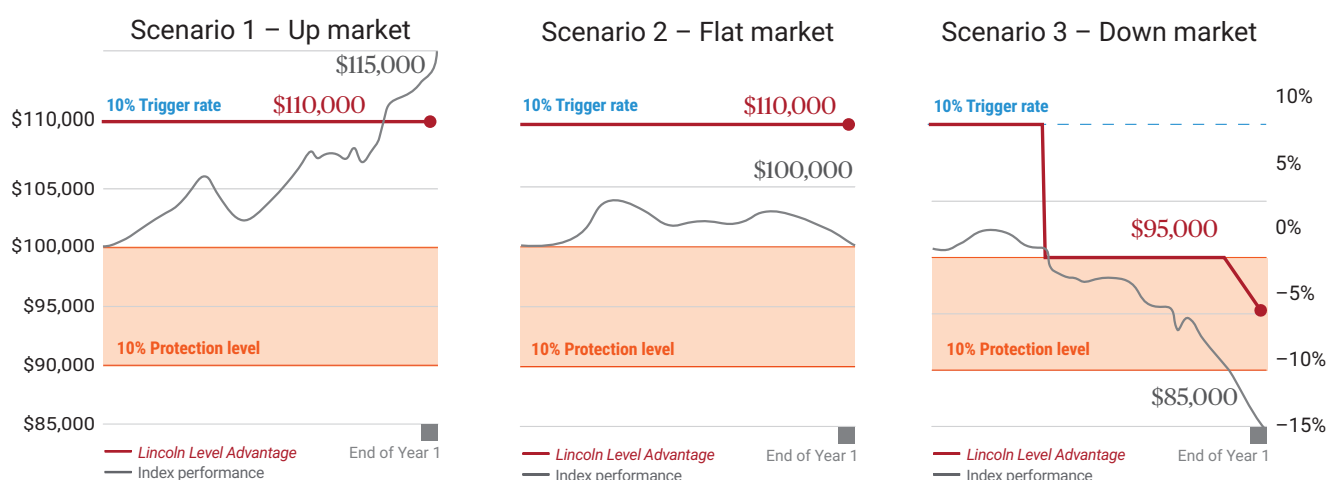 Scenario 1 – Up market
$115,000
10% Trigger rate
$110,000
$110,000
$105,000
$100,000
$95,000
10% Protection level
$90,000
$85,000
Lincoln Level Advantage
End of Year 1
Index performance
Scenario 2 – Flat market
10% Trigger rate
$110,000
$100,000
10% Protection level
Lincoln Level Advantage
End of Year 1
Index performance
Scenario 3 – Down market
10%
10% Trigger rate
5%
$95,000
0%
−5%
10% Protection level
−10%
$85,000
−15%
Lincoln Level Advantage
End of Year 1
Index performance